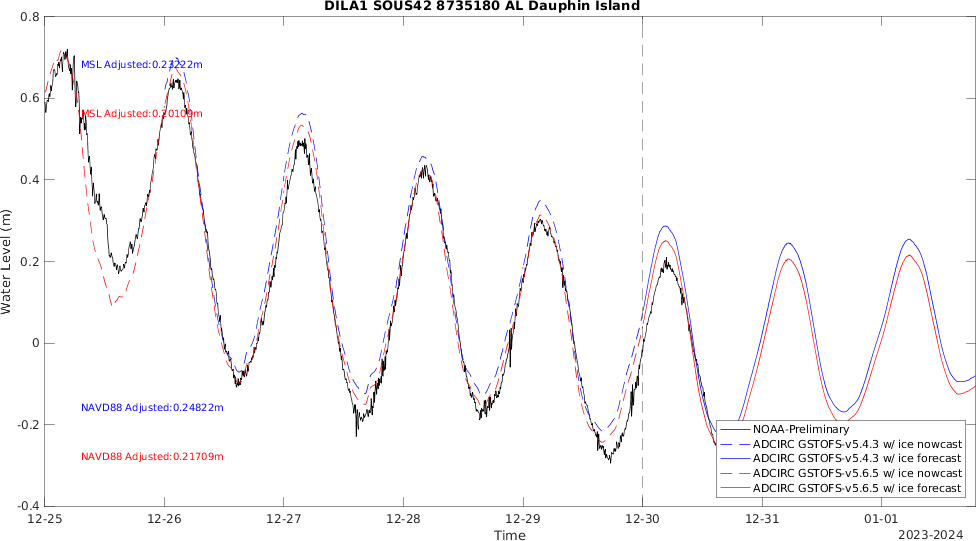 DILA1 SOUS42 8735180 AL Dauphin Island
0.8
0.6
0.4
0.2
0
-0.2
-0.4
Water Level (m)
MSL Adjusted:0.23222m
MSL Adjusted:0.20109m
NAVD88 Adjusted:0.24822m
NAVD88 Adjusted:0.21709m
NOAA-Preliminary
ADCIRC GSTOFS-v5.4.3 w/ ice nowcast
ADCIRC GSTOFS-v5.4.3 w/ ice forecast
ADCIRC GSTOFS-v5.6.5 w/ ice nowcast
ADCIRC GSTOFS-v5.6.5 w/ ice forecast
12-25 12-26 12-27 12-28 12-29 12-30 12-31 01-01
Time
2023-2024